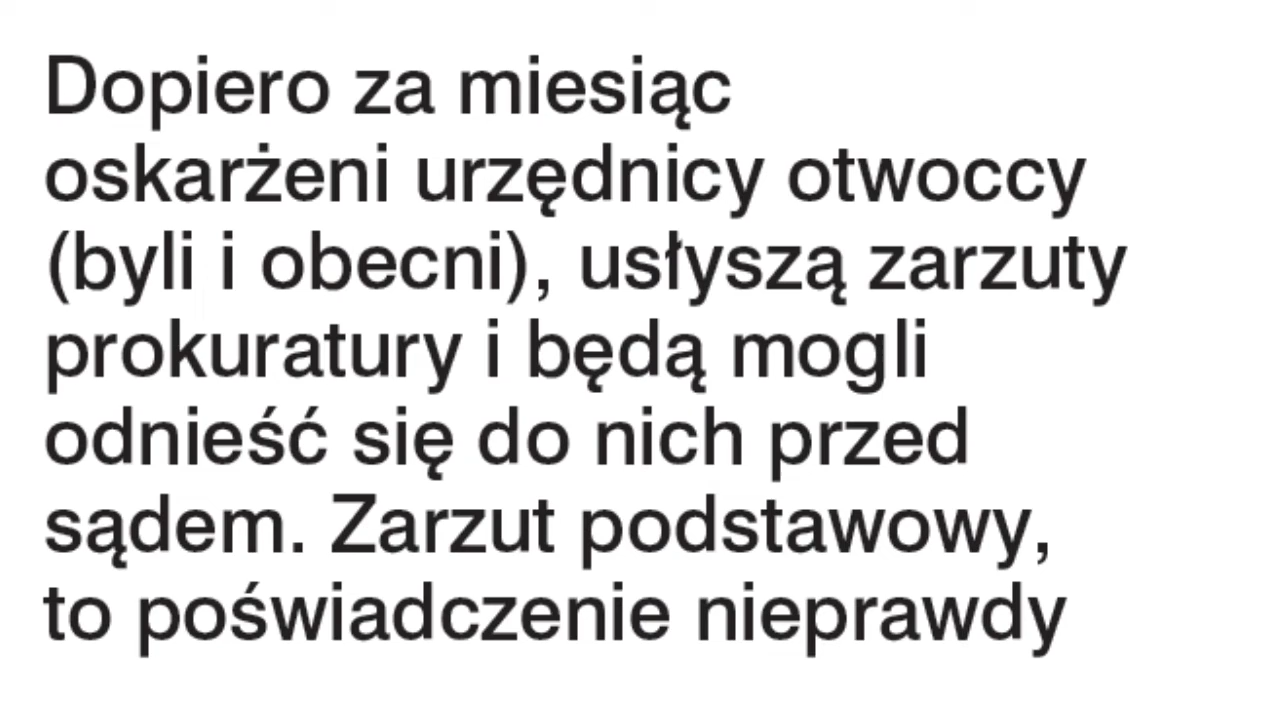 Dopiero za miesiąc
oskarżeni urzędnicy otwoccy
(byli i obecni), usłyszą zarzuty
prokuratury i będą mogli
odnieść się do nich przed
sądem. Zarzut podstawowy,
to poświadczenie nieprawdy